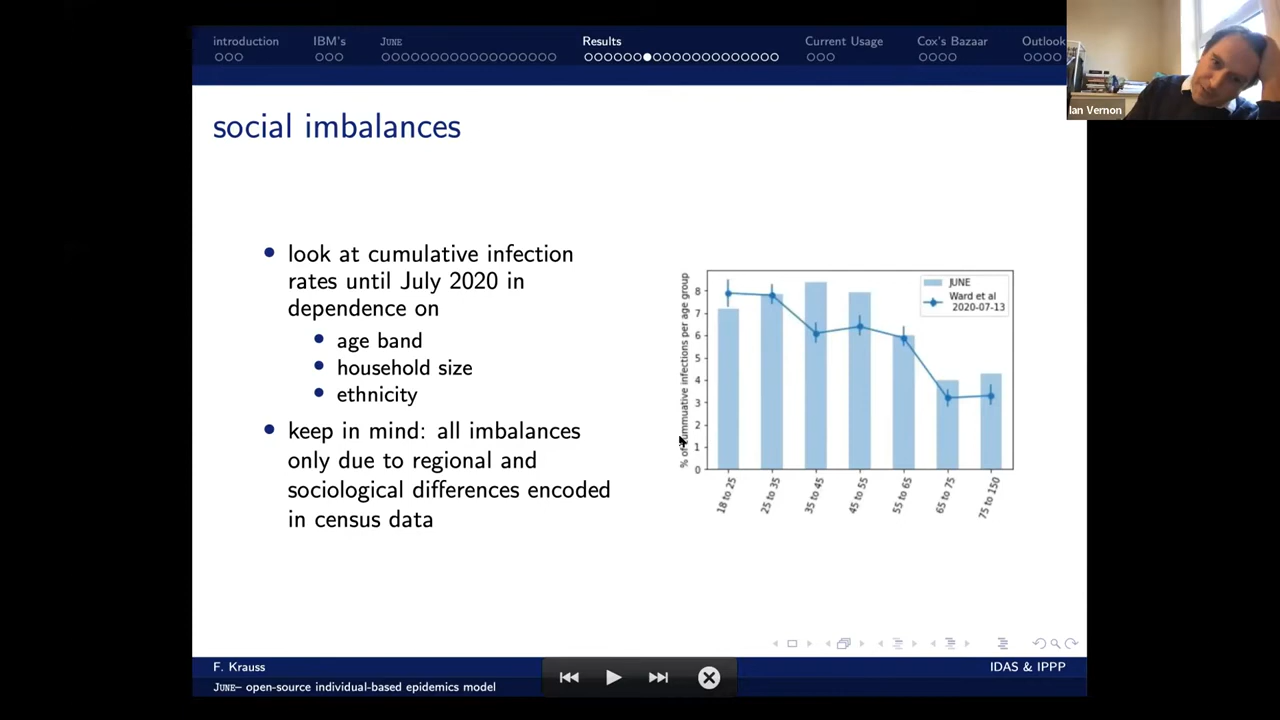 introduction
IBM's
JUNE
Results
Current Usage
Cox's Bazaar
Outlook
Ian Vernon
social imbalances
look at cumulative infection
rates until July 2020 in
dependence on
age band
household size
ethnicity
keep in mind: all imbalances
only due to regional and
sociological differences encoded
in census data
% of cummuative infections per age group
8
7
6
5
4
3
2
1
0
JUNE
Ward et al
2020-07-13
18 to 25
25 to 35
35 to 45
45 to 55
55 to 65
65 to 75
75 to 150
F. Krauss
IDAS & IPPP
JUNE– open-source individual-based epidemics model